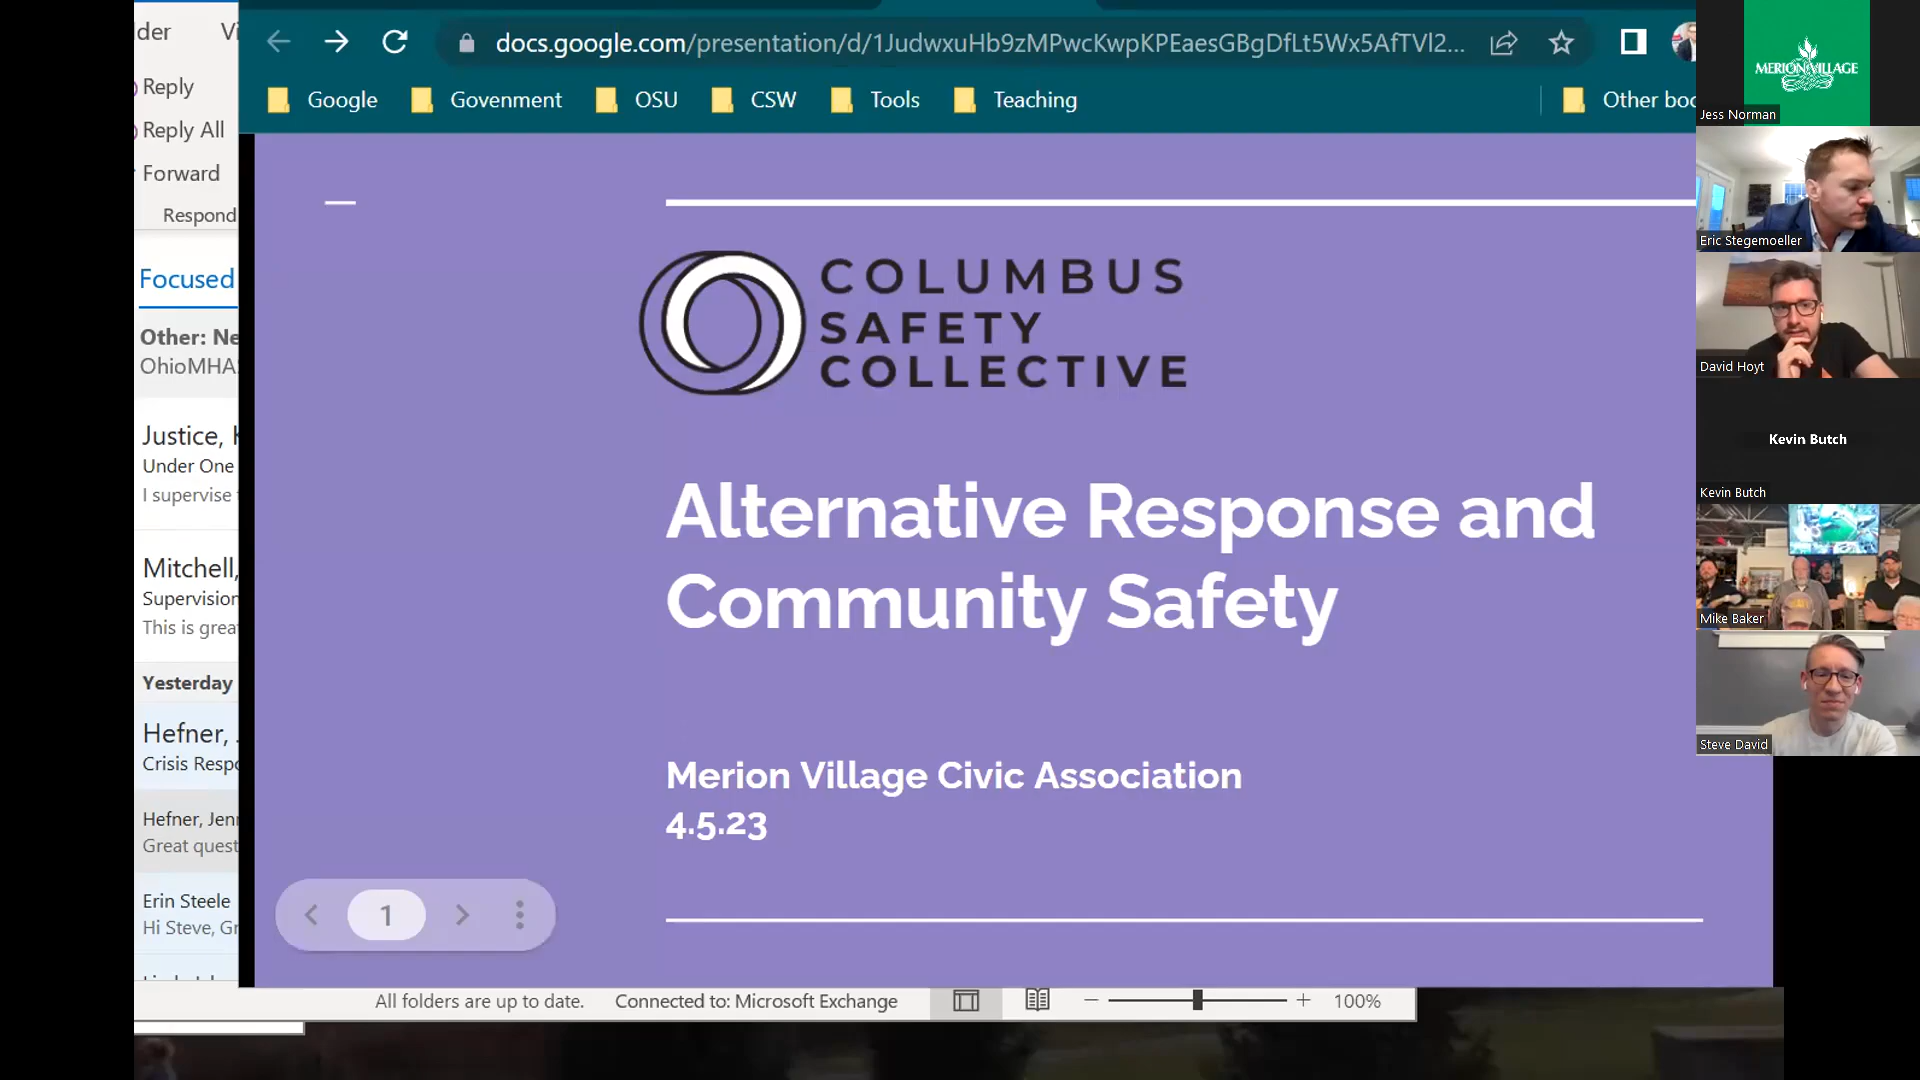 der Vi
Reply
Reply All
Forward
Respond
Focused
Other: Ne
OhioMHA
Justice,
Under One
I supervise
Mitchell,
Supervision
This is grea
Yesterday
Hefner,
Crisis Resp
Hefner, Jen
Great quest
Erin Steele
Hi Steve, Gr
docs.google.com/presentation/d/1JudwxuHb9zMPwcKwpKPEaesGBgDfLt5Wx5AfTVl2...
Google Govenment OSU CSW Tools Teaching Other boo
COLUMBUS
SAFETY
COLLECTIVE
Alternative Response and
Community Safety
Merion Village Civic Association
4.5.23
1
All folders are up to date. Connected to: Microsoft Exchange 100%
MERION VILLAGE
Jess Norman
Eric Stegemoeller
David Hoyt
Kevin Butch
Kevin Butch
Mike Baker
Steve David